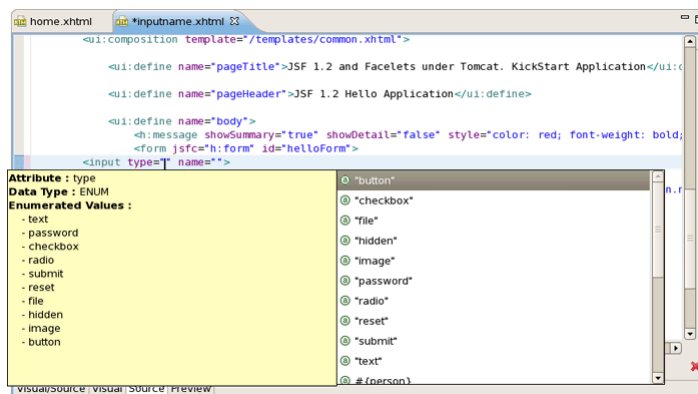 home.xhtml *inputname.xhtml
<ui:composition template="/templates/common.xhtml">
<ui:define name="pageTitle">JSF 1.2 and Facelets under Tomcat. KickStart Application</ui:
<ui:define name="pageHeader">JSF 1.2 Hello Application</ui:define>
<ui:define name="body">
<h:message showSummary="true" showDetail="false" style="color: red; font-weight: bold;
<form jsfc="h:form" id="helloForm">
<input type="" name="">
Attribute : type
Data Type : ENUM
Enumerated Values :
- text
- password
- checkbox
- radio
- submit
- reset
- file
- hidden
- image
- button
"button"
"checkbox"
"file"
"hidden"
"image"
"password"
"radio"
"reset"
"submit"
"text"
#{person}
Visual/Source Visual Source Preview